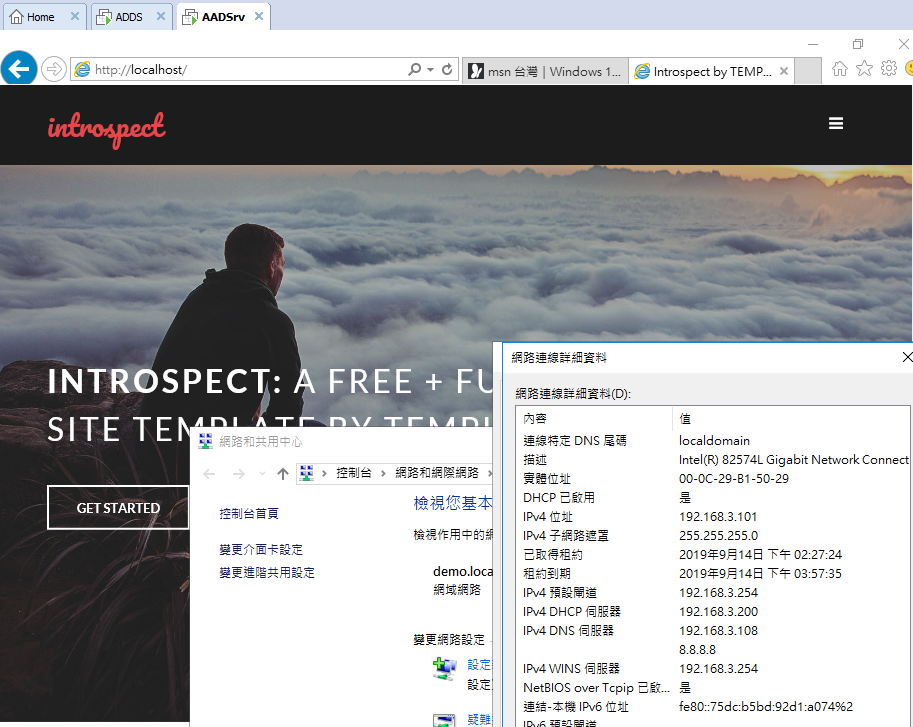 Home
ADDS
AADSrv
http://localhost/
msn 台灣 | Windows 1...
Introspect by TEMP...
introspect
INTROSPECT: A FREE + FU
SITE TEMPLATE BY TEMPL
GET STARTED
網路和共用中心
控制台
網路和網際網路
控制台首頁
變更介面卡設定
變更進階共用設定
檢視您基本
檢視作用中的網
demo.loca
網域網路
變更網路設定
設定
設定
疑難
網路連線詳細資料
網路連線詳細資料(D):
內容 值
連線特定 DNS 尾碼 localdomain
描述 Intel(R) 82574L Gigabit Network Connect
實體位址 00-0C-29-B1-50-29
DHCP 已啟用 是
IPv4 位址 192.168.3.101
IPv4 子網路遮罩 255.255.255.0
已取得租約 2019年9月14日 下午 02:27:24
租約到期 2019年9月14日 下午 03:57:35
IPv4 預設閘道 192.168.3.254
IPv4 DHCP 伺服器 192.168.3.200
IPv4 DNS 伺服器 192.168.3.108
8.8.8.8
IPv4 WINS 伺服器 192.168.3.254
NetBIOS over Tcpip 已啟... 是
連結-本機 IPv6 位址 fe80::75dc:b5bd:92d1:a074%2
IPv6 預設閘道